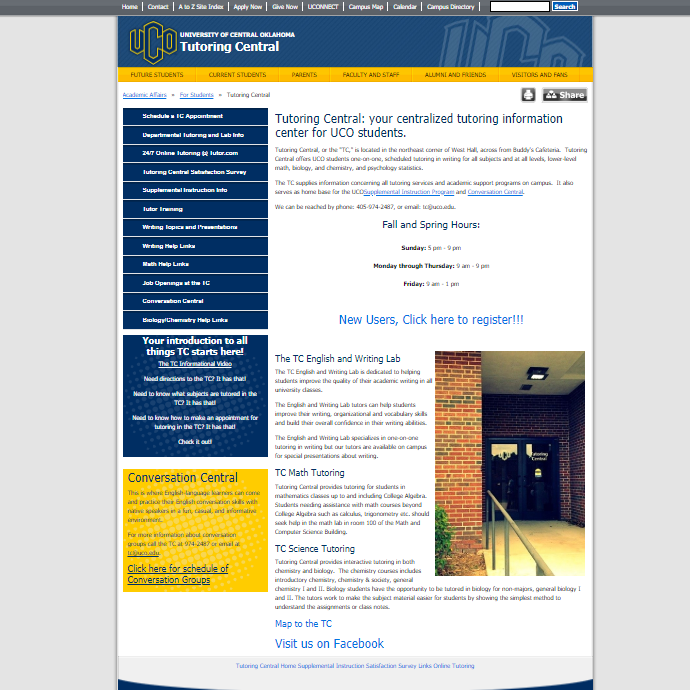 Home
Contact
A to Z Site Index
Apply Now
Give Now
UCONNECT
Campus Map
Calendar
Campus Directory
Search
UCO
UNIVERSITY OF CENTRAL OKLAHOMA
Tutoring Central
FUTURE STUDENTS
CURRENT STUDENTS
PARENTS
FACULTY AND STAFF
ALUMNI AND FRIENDS
VISITORS AND FANS
Academic Affairs » For Students » Tutoring Central
Share
Schedule a TC Appointment
Departmental Tutoring and Lab Info
24/7 Online Tutoring @ Tutor.com
Tutoring Central Satisfaction Survey
Supplemental Instruction Info
Tutor Training
Writing Topics and Presentations
Writing Help Links
Math Help Links
Job Openings at the TC
Conversation Central
Biology/Chemistry Help Links
Your introduction to all
things TC starts here!
The TC Informational Video
Need directions to the TC? It has that!
Need to know what subjects are tutored in the
TC? It has that!
Need to know how to make an appointment for
tutoring in the TC? It has that!
Check it out!
Conversation Central
This is where English-language learners can come
and practice their English conversation skills with
native speakers in a fun, casual, and informative
environment.
For more information about conversation
groups call the TC at 974-2487 or email at
tc@uco.edu.
Click here for schedule of
Conversation Groups
Tutoring Central: your centralized tutoring information
center for UCO students.
Tutoring Central, or the "TC," is located in the northeast corner of West Hall, across from Buddy's Cafeteria. Tutoring
Central offers UCO students one-on-one, scheduled tutoring in writing for all subjects and at all levels, lower-level
math, biology, and chemistry, and psychology statistics.
The TC supplies information concerning all tutoring services and academic support programs on campus. It also
serves as home base for the UCOSupplemental Instruction Program and Conversation Central.
We can be reached by phone: 405-974-2487, or email: tc@uco.edu.
Fall and Spring Hours:
Sunday: 5 pm - 9 pm
Monday through Thursday: 9 am - 9 pm
Friday: 9 am - 1 pm
New Users, Click here to register!!!
The TC English and Writing Lab
The TC English and Writing Lab is dedicated to helping
students improve the quality of their academic writing in all
university classes.
The English and Writing Lab tutors can help students
improve their writing, organizational and vocabulary skills
and build their overall confidence in their writing abilities.
The English and Writing Lab specializes in one-on-one
tutoring in writing but our tutors are available on campus
for special presentations about writing.
TC Math Tutoring
Tutoring Central provides tutoring for students in
mathematics classes up to and including College Algebra.
Students needing assistance with math courses beyond
College Algebra such as calculus, trigonometry etc. should
seek help in the math lab in room 100 of the Math and
Computer Science Building.
TC Science Tutoring
Tutoring Central provides interactive tutoring in both
chemistry and biology. The chemistry courses includes
introductory chemistry, chemistry & society, general
chemistry I and II. Biology students have the opportunity to be tutored in biology for non-majors, general biology I
and II. The tutors work to make the subject material easier for students by showing the simplest method to
understand the assignments or class notes.
Map to the TC
Visit us on Facebook
Tutoring Central Home Supplemental Instruction Satisfaction Survey Links Online Tutoring